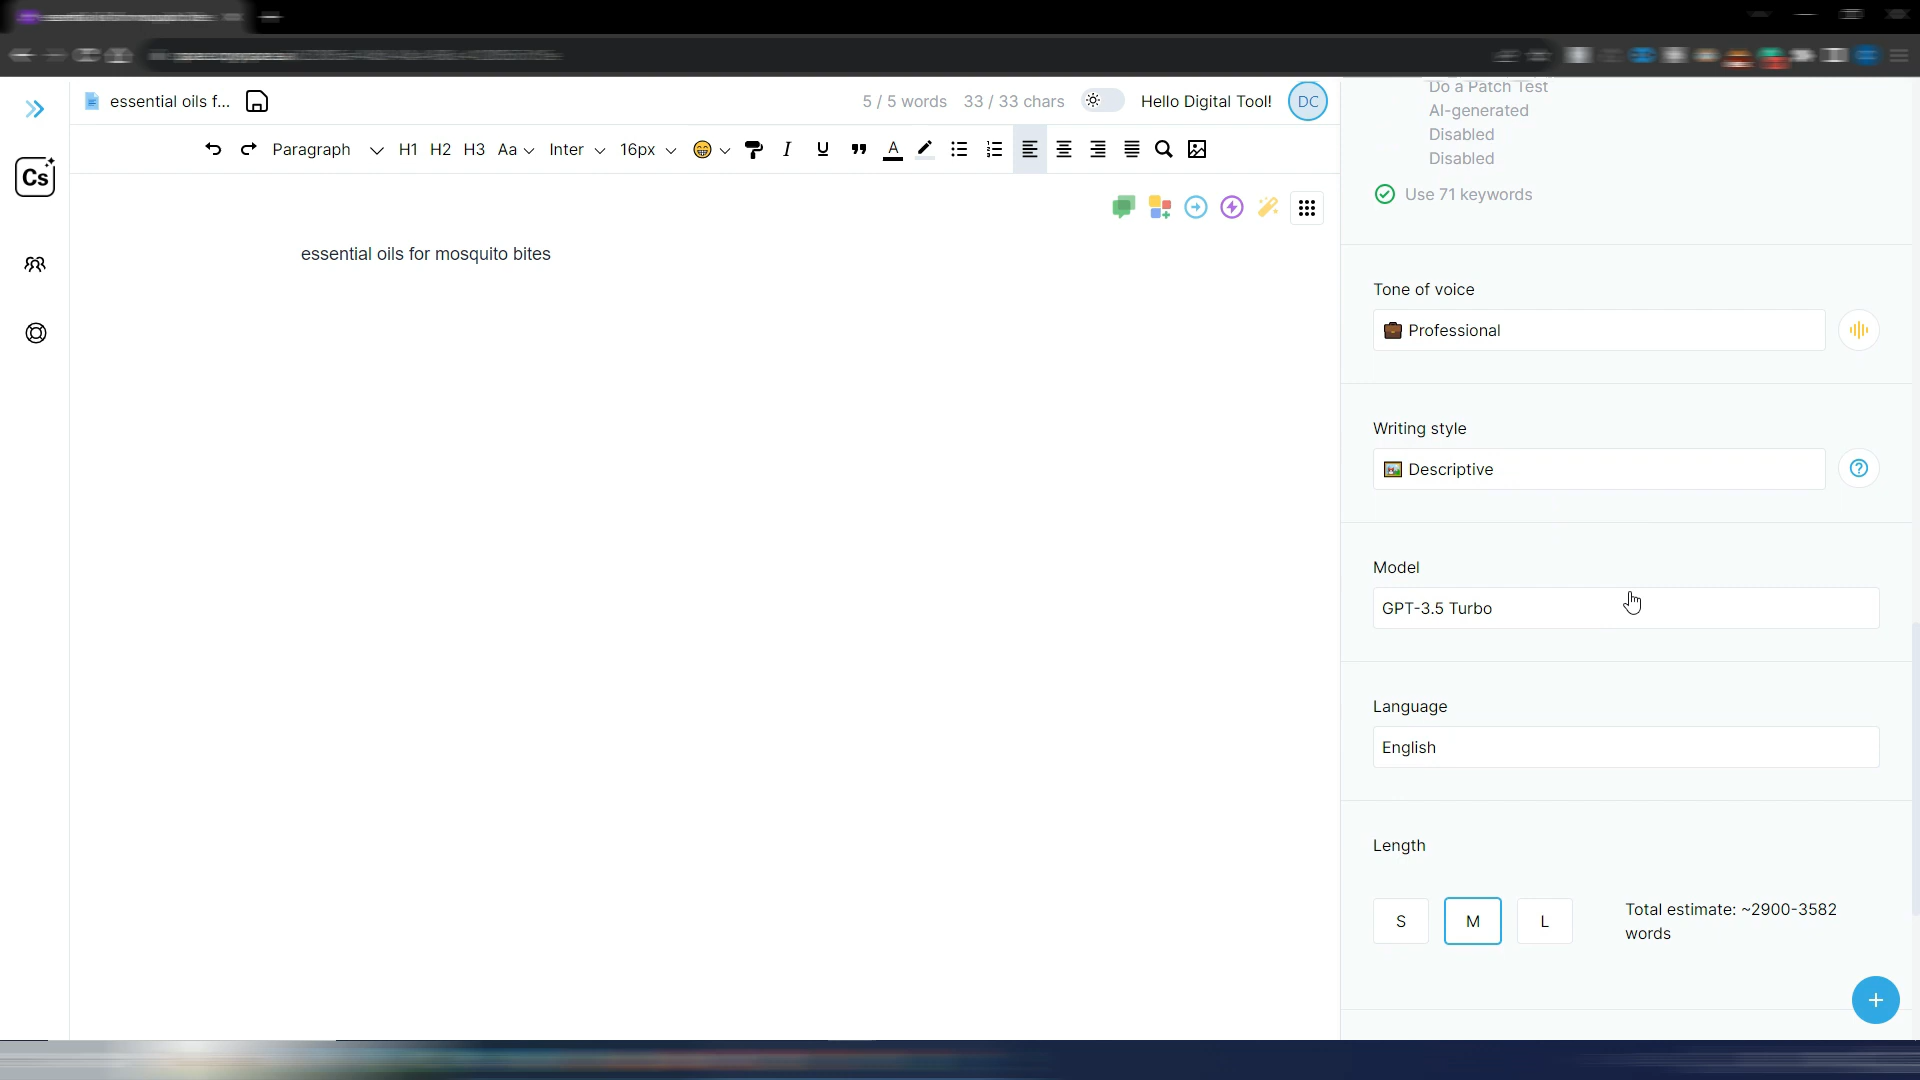 essential oils f...
5 / 5 words
33 / 33 chars
Hello Digital Tool!
DC
Paragraph
H1
H2
H3
Aa
Inter
16px
U
A
Cs
essential oils for mosquito bites
Do a Patch Test
AI-generated
Disabled
Disabled
Use 71 keywords
Tone of voice
Professional
Writing style
Descriptive
Model
GPT-3.5 Turbo
Language
English
Length
S
M
L
Total estimate: ~2900-3582
words